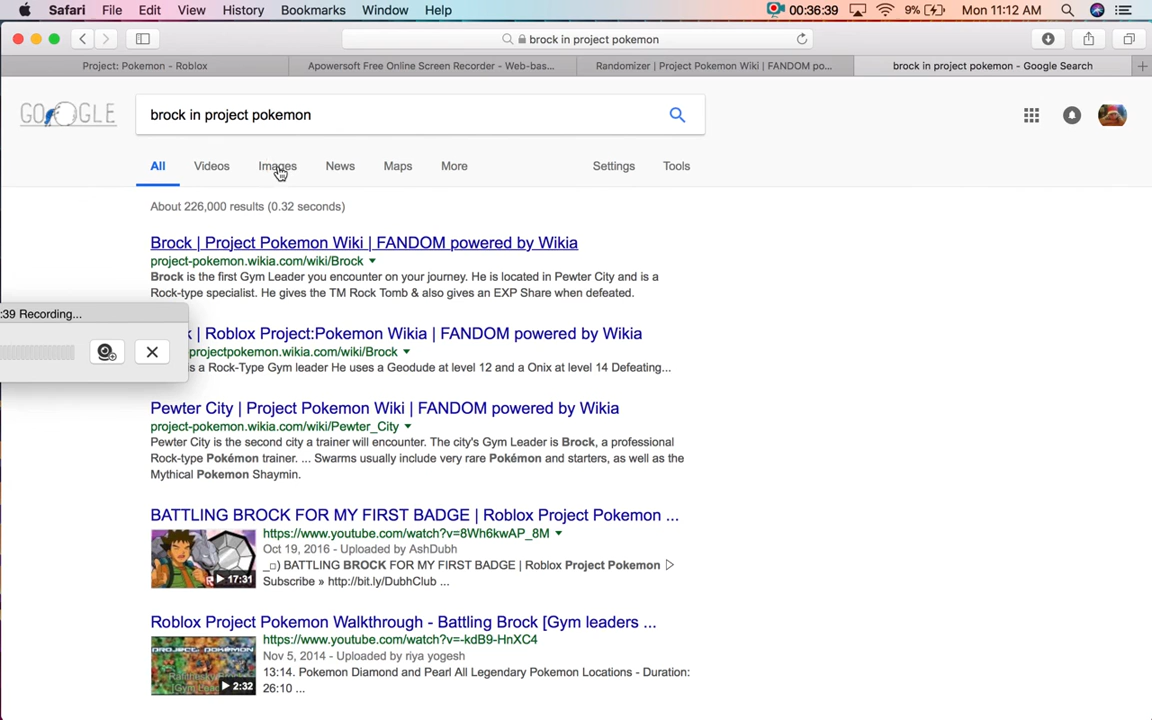 Safari File Edit View History Bookmarks Window Help 00:36:39 9% Mon 11:12 AM
brock in project pokemon
Project: Pokemon - Roblox Apowersoft Free Online Screen Recorder - Web-bas... Randomizer | Project Pokemon Wiki | FANDOM po... brock in project pokemon - Google Search
GOOGLE brock in project pokemon
All Videos Images News Maps More Settings Tools
About 226,000 results (0.32 seconds)
Brock | Project Pokemon Wiki | FANDOM powered by Wikia
project-pokemon.wikia.com/wiki/Brock
Brock is the first Gym Leader you encounter on your journey. He is located in Pewter City and is a
Rock-type specialist. He gives the TM Rock Tomb & also gives an EXP Share when defeated.
:39 Recording...
k | Roblox Project:Pokemon Wikia | FANDOM powered by Wikia
projectpokemon.wikia.com/wiki/Brock
s a Rock-Type Gym leader He uses a Geodude at level 12 and a Onix at level 14 Defeating...
Pewter City | Project Pokemon Wiki | FANDOM powered by Wikia
project-pokemon.wikia.com/wiki/Pewter_City
Pewter City is the second city a trainer will encounter. The city's Gym Leader is Brock, a professional
Rock-type Pokémon trainer. ... Swarms usually include very rare Pokémon and starters, as well as the
Mythical Pokemon Shaymin.
BATTLING BROCK FOR MY FIRST BADGE | Roblox Project Pokemon ...
https://www.youtube.com/watch?v=8Wh6kwAP_8M
Oct 19, 2016 - Uploaded by AshDubh
_□) BATTLING BROCK FOR MY FIRST BADGE | Roblox Project Pokemon ▷
Subscribe » http://bit.ly/DubhClub ...
17:31
Roblox Project Pokemon Walkthrough - Battling Brock [Gym leaders ...
https://www.youtube.com/watch?v=-kdB9-HnXC4
Nov 5, 2014 - Uploaded by riya yogesh
13:14. Pokemon Diamond and Pearl All Legendary Pokemon Locations - Duration:
26:10 ...
PROJECT: POKEMON
2:32